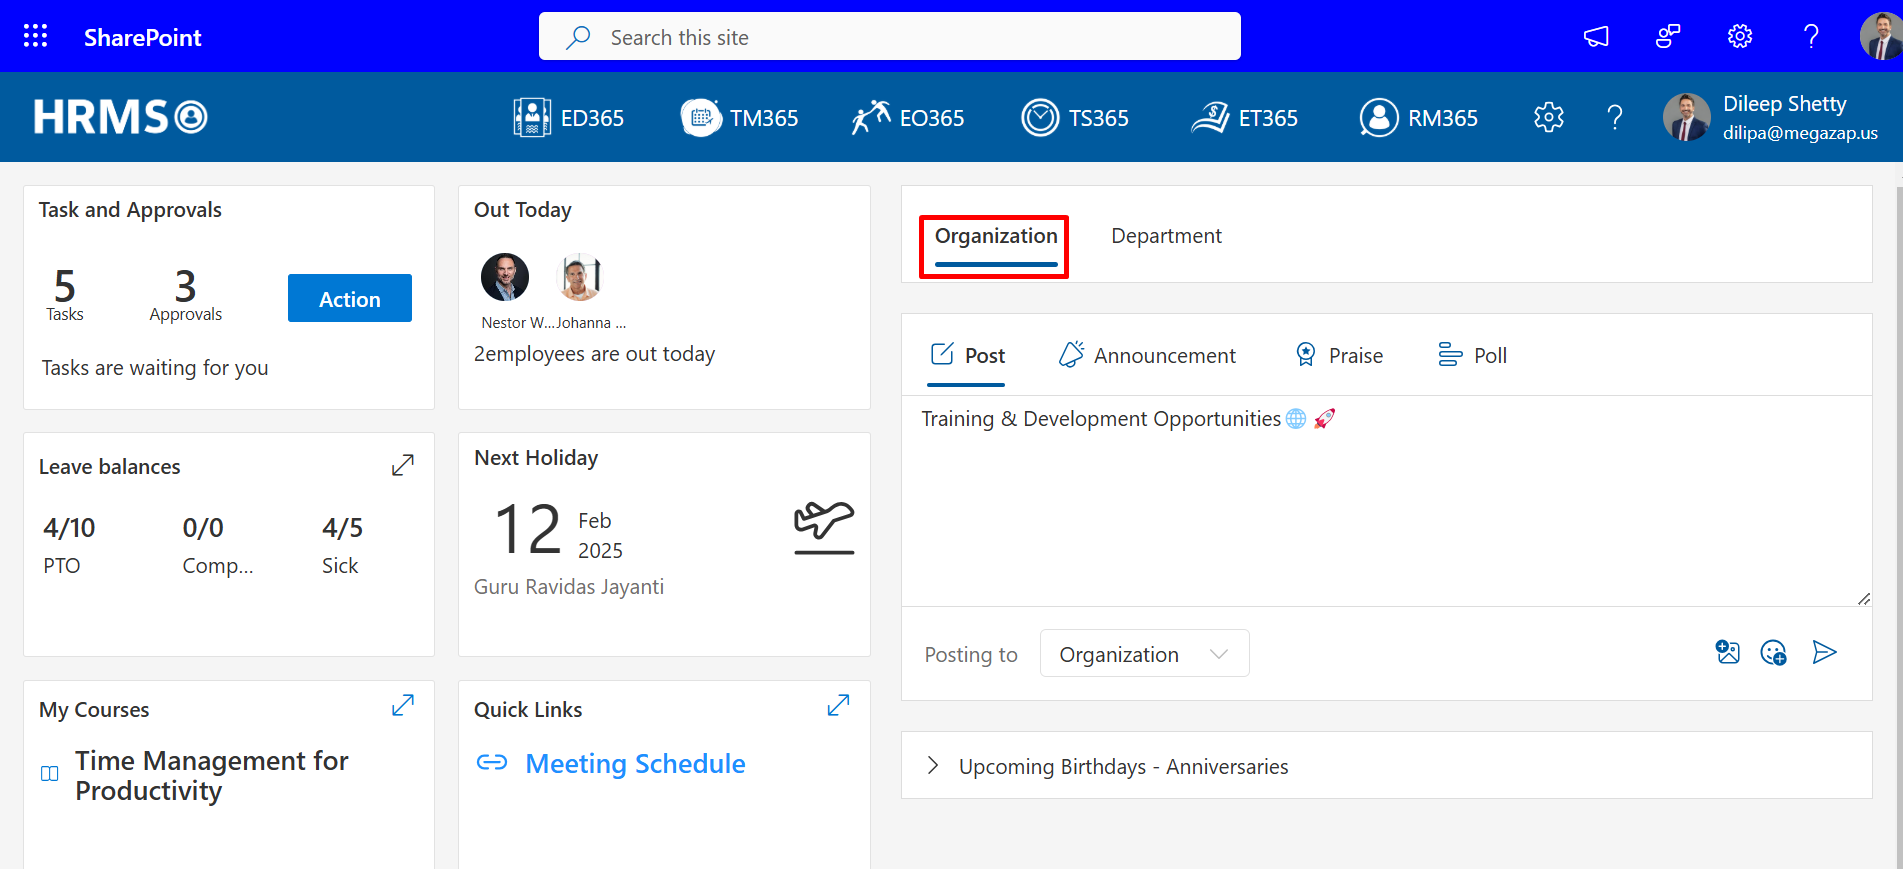 SharePoint
Search this site
HRMS
ED365
TM365
EO365
TS365
ET365
RM365
Dileep Shetty
dilipa@megazap.us
Task and Approvals
5
Tasks
3
Approvals
Action
Tasks are waiting for you
Out Today
Nestor W...
Johanna ...
2employees are out today
Leave balances
4/10
PTO
0/0
Comp...
4/5
Sick
Next Holiday
12
Feb
2025
Guru Ravidas Jayanti
My Courses
Time Management for
Productivity
Quick Links
Meeting Schedule
Organization
Department
Post
Announcement
Praise
Poll
Training & Development Opportunities🌐 🚀
Posting to
Organization
Upcoming Birthdays - Anniversaries